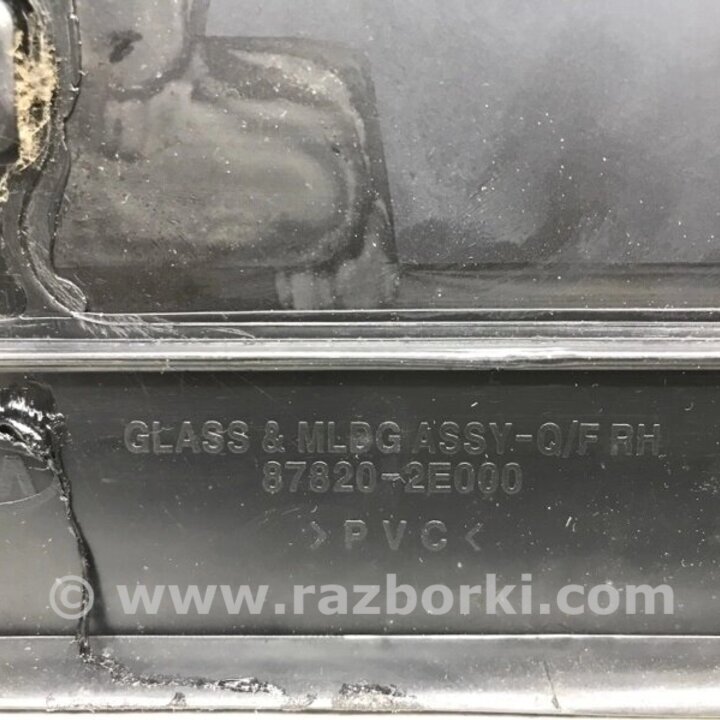 GLASS & MLDG ASSY-Q/F RH
87820-2E000
>PVC<
© www.razborki.com